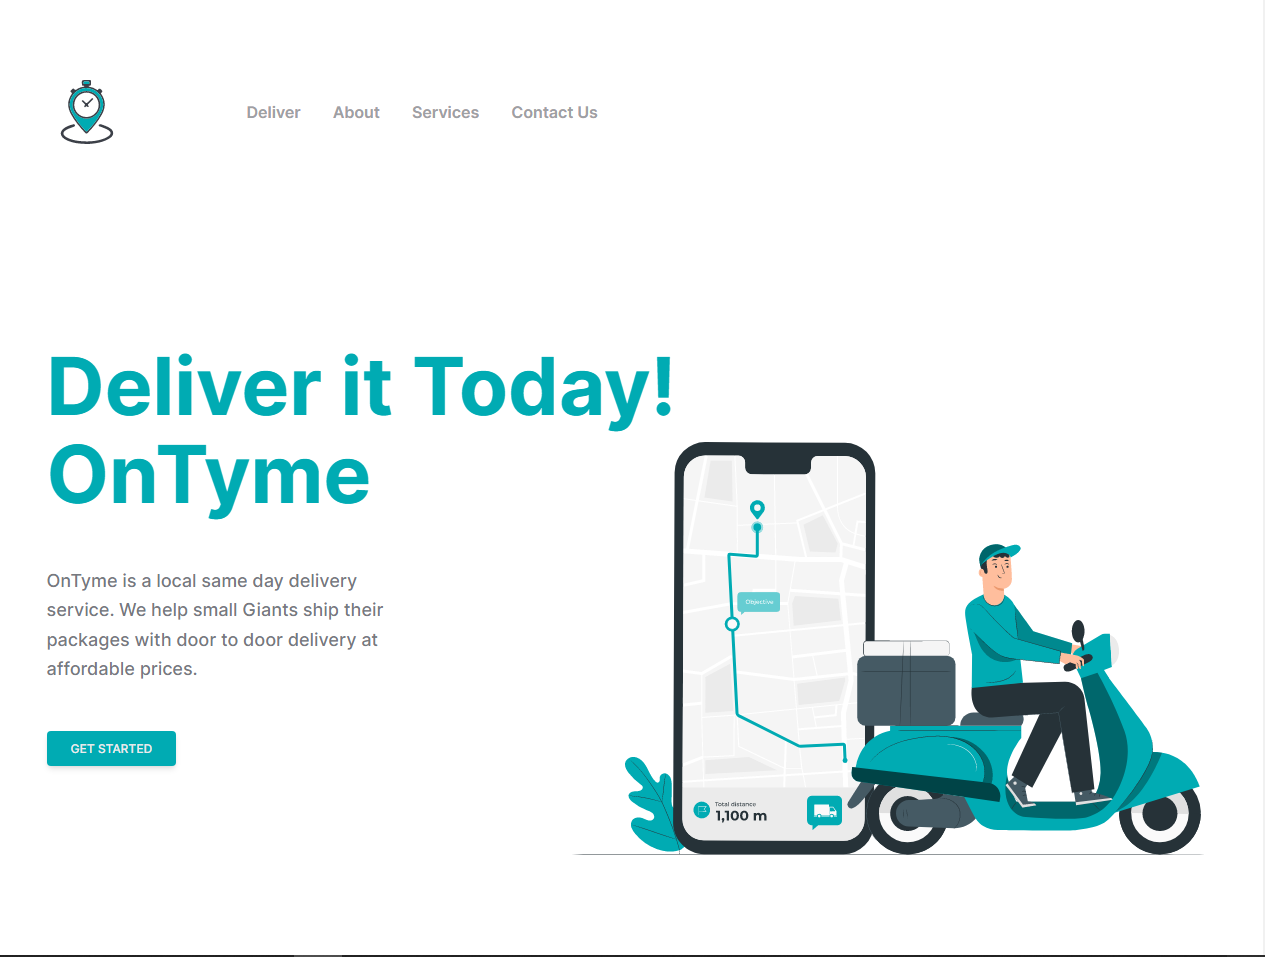 Deliver About Services Contact Us
Deliver it Today!
OnTyme
OnTyme is a local same day delivery
service. We help small Giants ship their
packages with door to door delivery at
affordable prices.
GET STARTED
Objective
Total distance
1,100 m